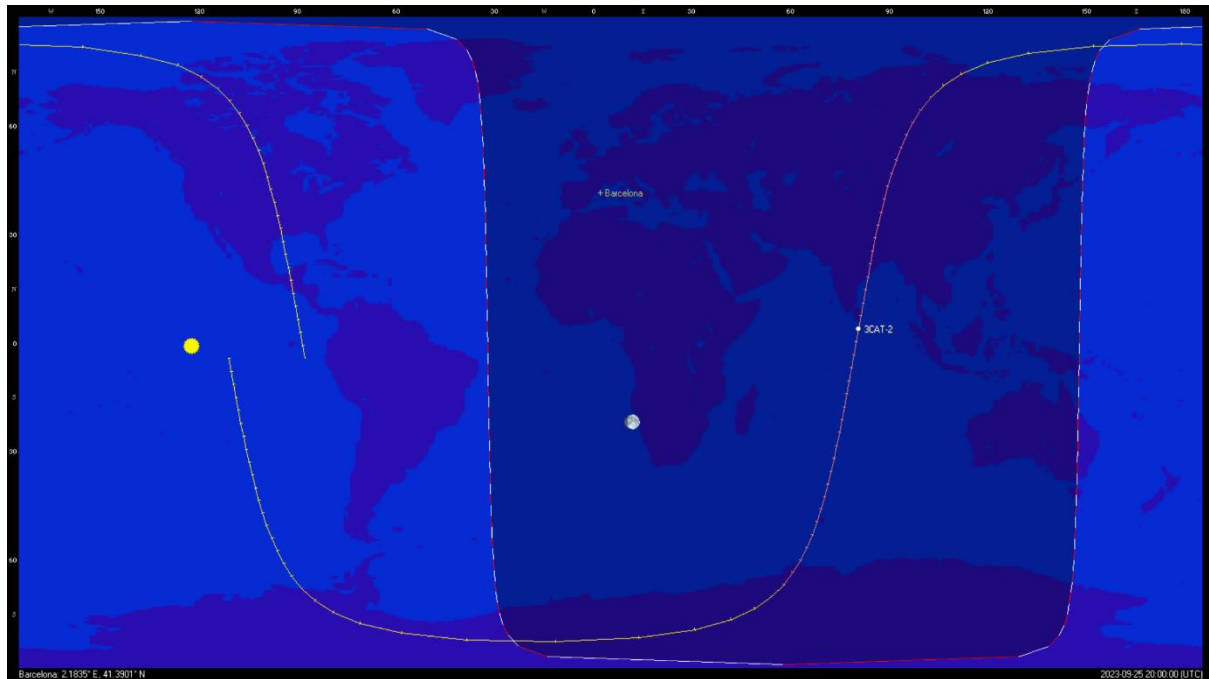 W 150 120 90 60 30 W 0 E 30 60 90 120 150 E 180
N
60
+ Barcelona
30
N
0
3CAT-2
S
30
60
S
Barcelona: 2.1835° E, 41.3901° N
2023-09-25 20:00:00 (UTC)